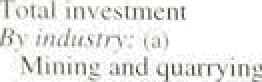 Total investment
By industry: (a)
Mining and quarrying